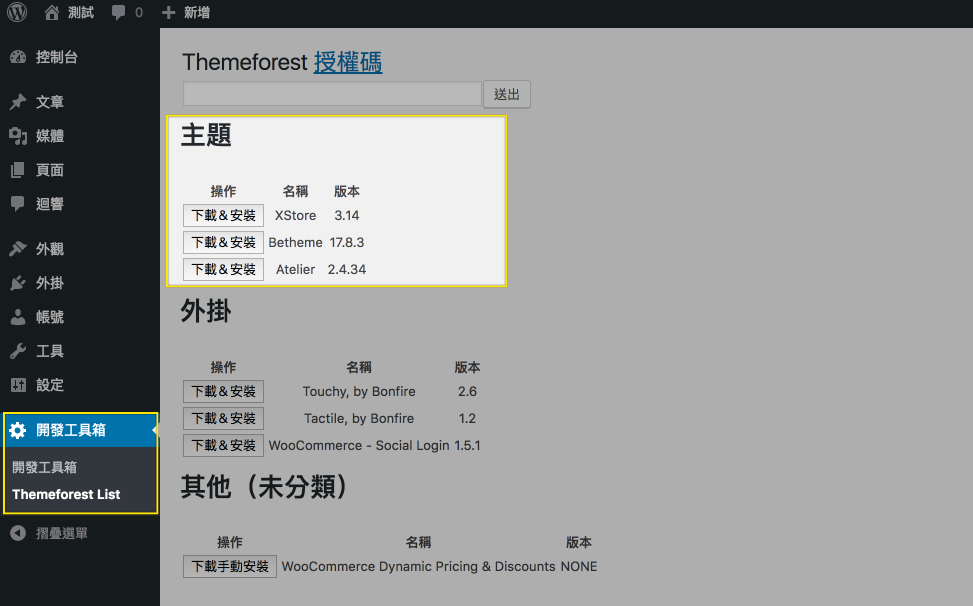 測試 0 新增
控制台
文章
媒體
頁面
迴響
外觀
外掛
帳號
工具
設定
開發工具箱
開發工具箱
Themeforest List
摺疊選單
Themeforest 授權碼
送出
主題
操作 名稱 版本
下載&安裝 XStore 3.14
下載&安裝 Betheme 17.8.3
下載&安裝 Atelier 2.4.34
外掛
操作 名稱 版本
下載&安裝 Touchy, by Bonfire 2.6
下載&安裝 Tactile, by Bonfire 1.2
下載&安裝 WooCommerce - Social Login 1.5.1
其他（未分類）
操作 名稱 版本
下載手動安裝 WooCommerce Dynamic Pricing & Discounts NONE